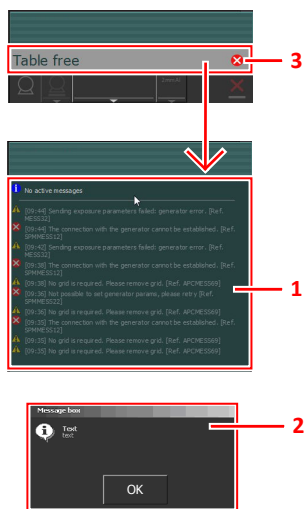 Table free
3
2mmAl
No active messages
[09:44] Sending exposure parameters failed: generator error. [Ref.
MESS32]
[09:44] The connection with the generator cannot be established. [Ref.
SPMMESS12]
[09:42] Sending exposure parameters failed: generator error. [Ref.
MESS32]
[09:38] The connection with the generator cannot be established. [Ref.
SPMMESS12]
[09:38] No grid is required. Please remove grid. [Ref. APCMESS69]
[09:36] Not possible to set generator params, please retry [Ref.
SPMMESS22]
[09:36] No grid is required. Please remove grid. [Ref. APCMESS69]
[09:35] The connection with the generator cannot be established. [Ref.
SPMMESS12]
[09:35] No grid is required. Please remove grid. [Ref. APCMESS69]
[09:35] No grid is required. Please remove grid. [Ref. APCMESS69]
1
Message box
2
Text
text
OK